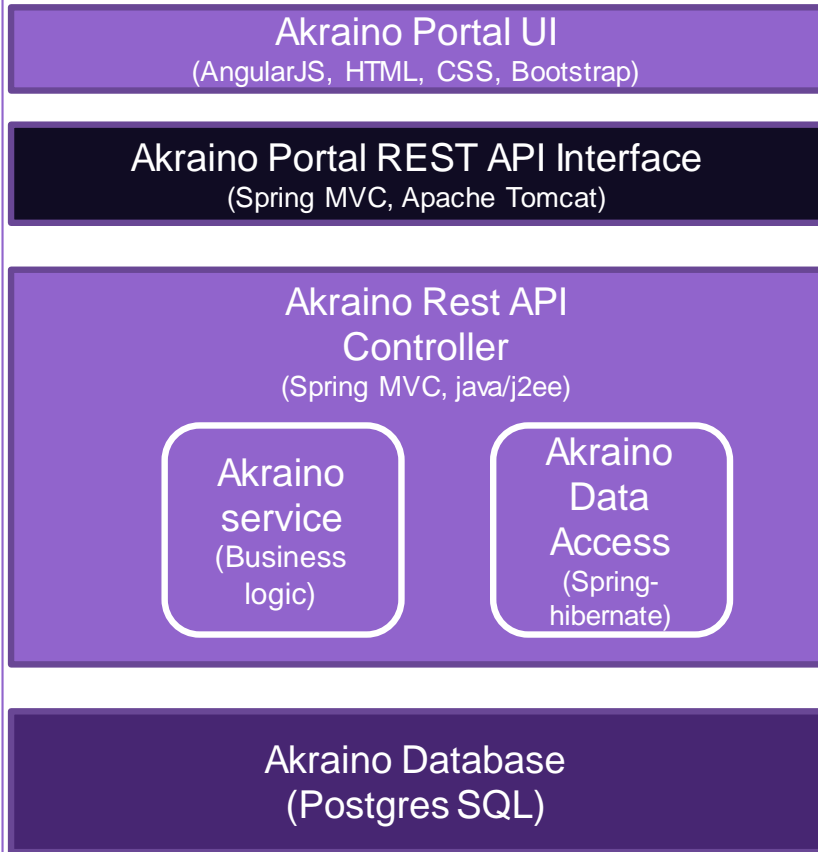 Akraino Portal UI
(AngularJS, HTML, CSS, Bootstrap)
Akraino Portal REST API Interface
(Spring MVC, Apache Tomcat)
Akraino Rest API
Controller
(Spring MVC, java/j2ee)
Akraino
service
(Business
logic)
Akraino
Data
Access
(Spring-
hibernate)
Akraino Database
(Postgres SQL)